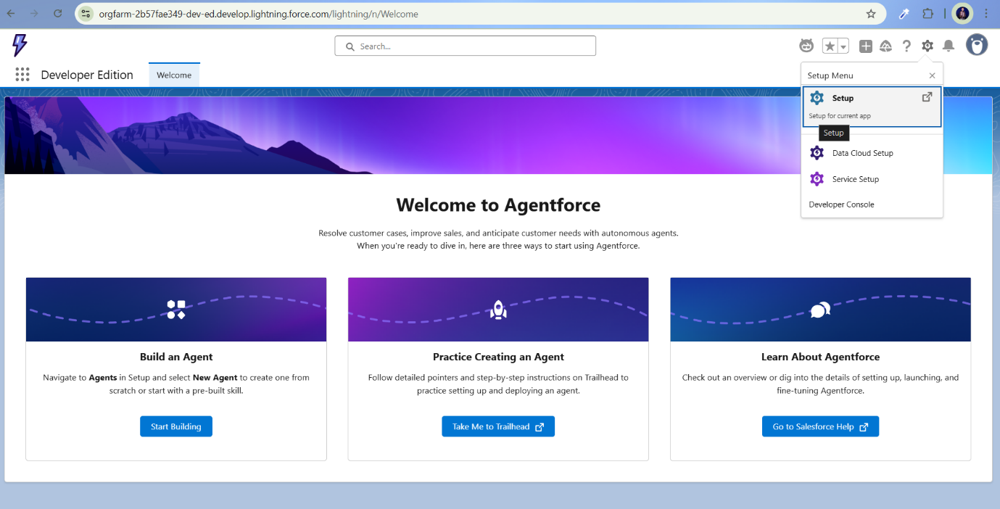 orgfarm-2b57fae349-dev-ed.develop.lightning.force.com/lightning/n/Welcome
Search...
Developer Edition
Welcome
Setup Menu
Setup
Setup for current app
Setup
Data Cloud Setup
Service Setup
Developer Console
Welcome to Agentforce
Resolve customer cases, improve sales, and anticipate customer needs with autonomous agents.
When you're ready to dive in, here are three ways to start using Agentforce.
Build an Agent
Navigate to Agents in Setup and select New Agent to create one from
scratch or start with a pre-built skill.
Start Building
Practice Creating an Agent
Follow detailed pointers and step-by-step instructions on Trailhead to
practice setting up and deploying an agent.
Take Me to Trailhead
Learn About Agentforce
Check out an overview or dig into the details of setting up, launching, and
fine-tuning Agentforce.
Go to Salesforce Help